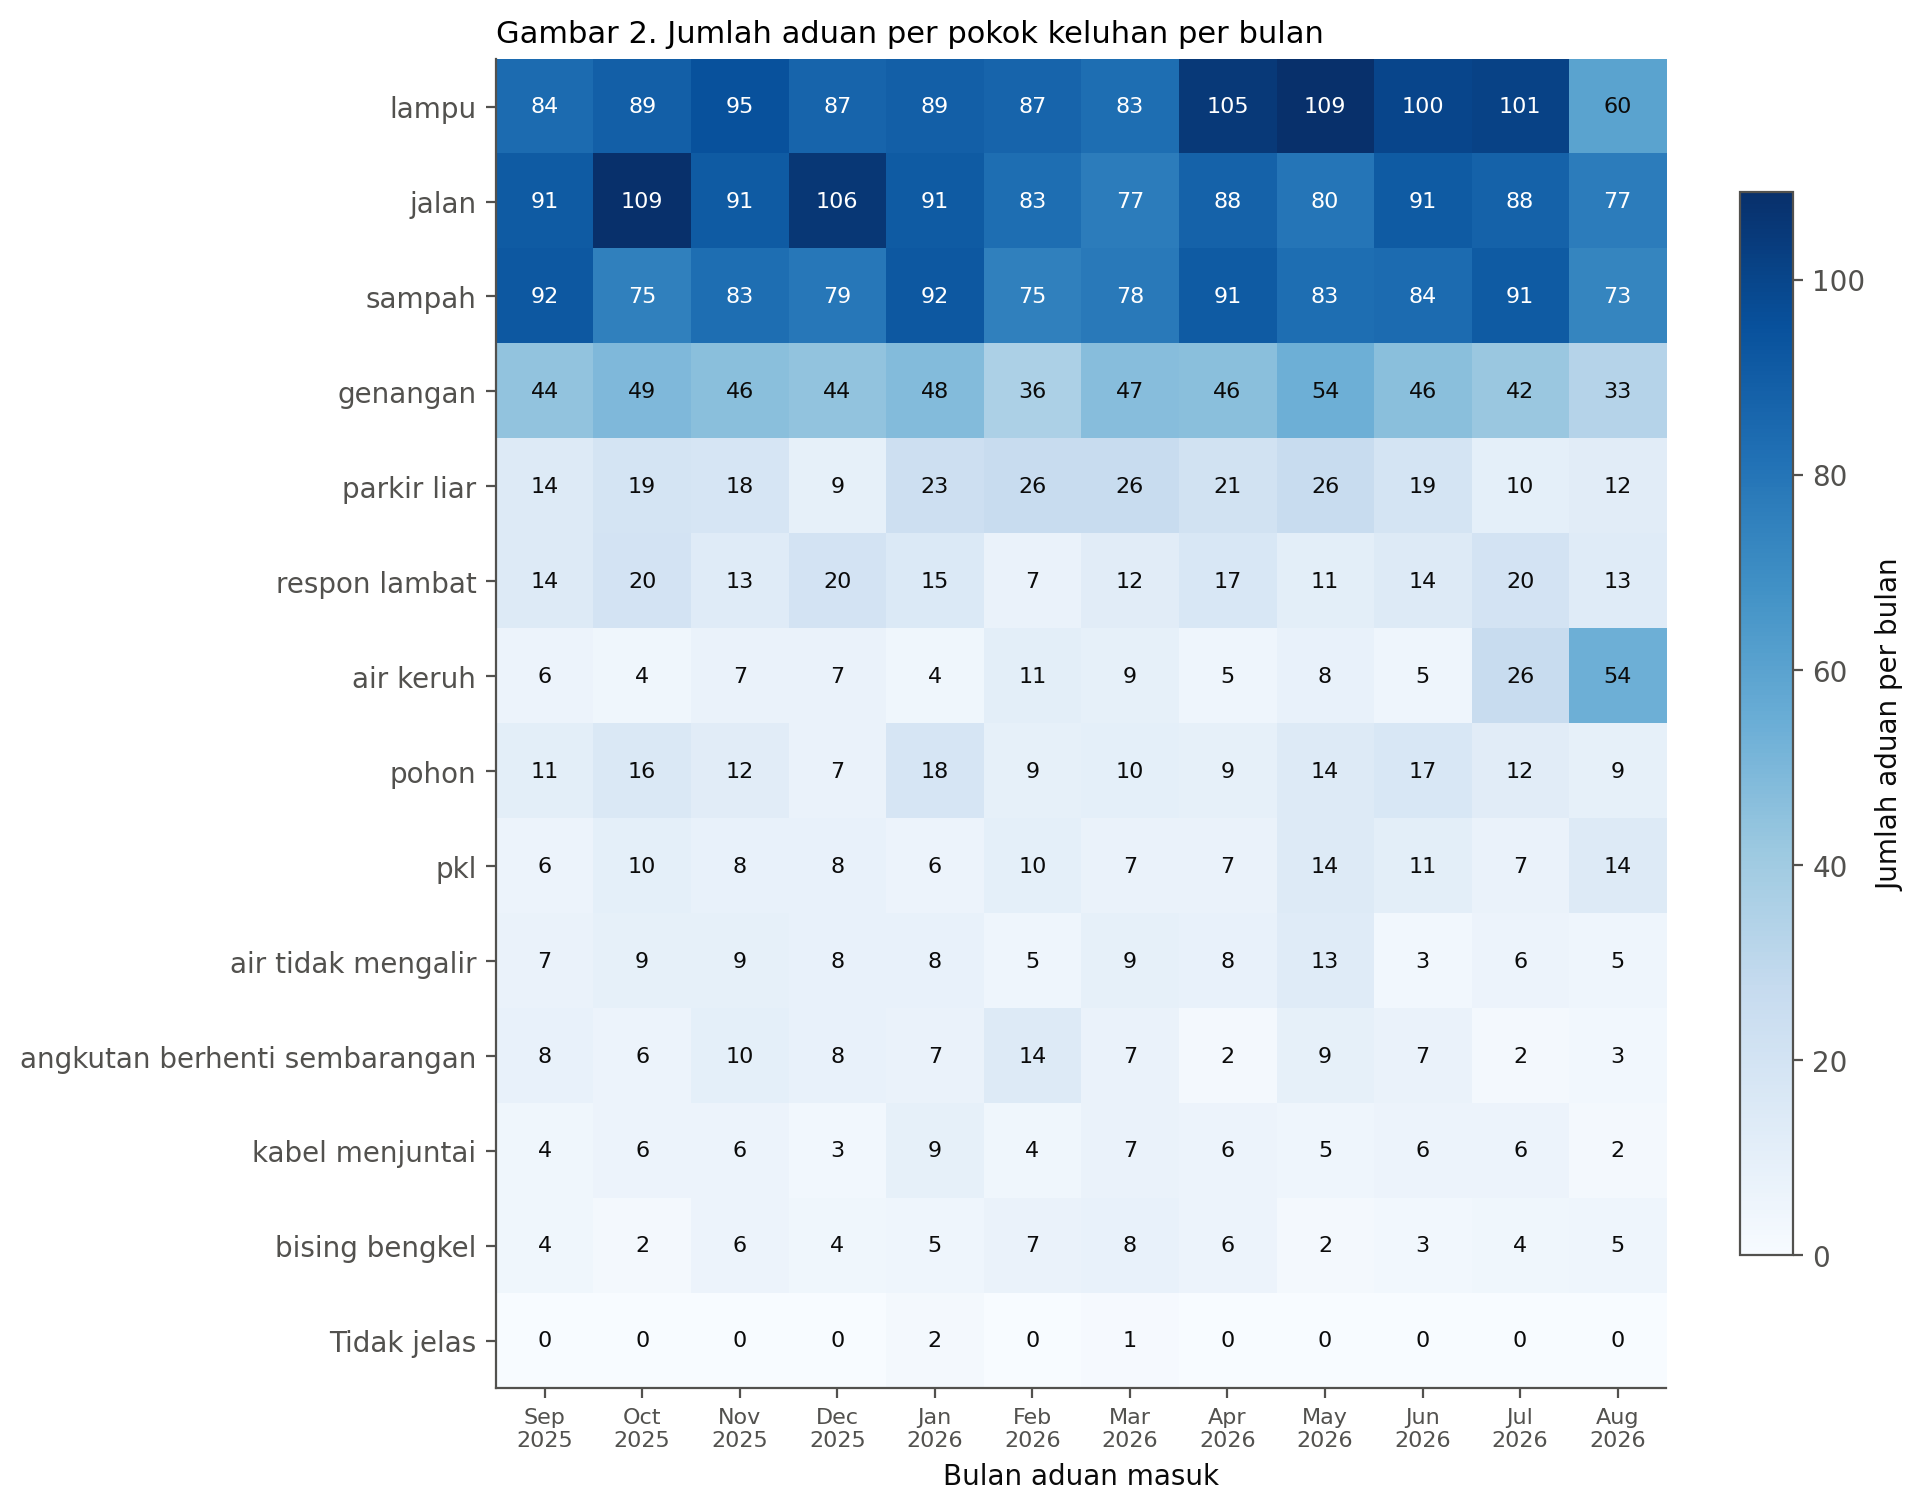 Gambar 2. Jumlah aduan per pokok keluhan per bulan
lampu 84 89 95 87 89 87 83 105 109 100 101 60
jalan 91 109 91 106 91 83 77 88 80 91 88 77
sampah 92 75 83 79 92 75 78 91 83 84 91 73
genangan 44 49 46 44 48 36 47 46 54 46 42 33
parkir liar 14 19 18 9 23 26 26 21 26 19 10 12
respon lambat 14 20 13 20 15 7 12 17 11 14 20 13
air keruh 6 4 7 7 4 11 9 5 8 5 26 54
pohon 11 16 12 7 18 9 10 9 14 17 12 9
pkl 6 10 8 8 6 10 7 7 14 11 7 14
air tidak mengalir 7 9 9 8 8 5 9 8 13 3 6 5
angkutan berhenti sembarangan 8 6 10 8 7 14 7 2 9 7 2 3
kabel menjuntai 4 6 6 3 9 4 7 6 5 6 6 2
bising bengkel 4 2 6 4 5 7 8 6 2 3 4 5
Tidak jelas 0 0 0 0 2 0 1 0 0 0 0 0
Sep Oct Nov Dec Jan Feb Mar Apr May Jun Jul Aug
2025 2025 2025 2025 2026 2026 2026 2026 2026 2026 2026 2026
Bulan aduan masuk
100
80
60
40
20
0
Jumlah aduan per bulan